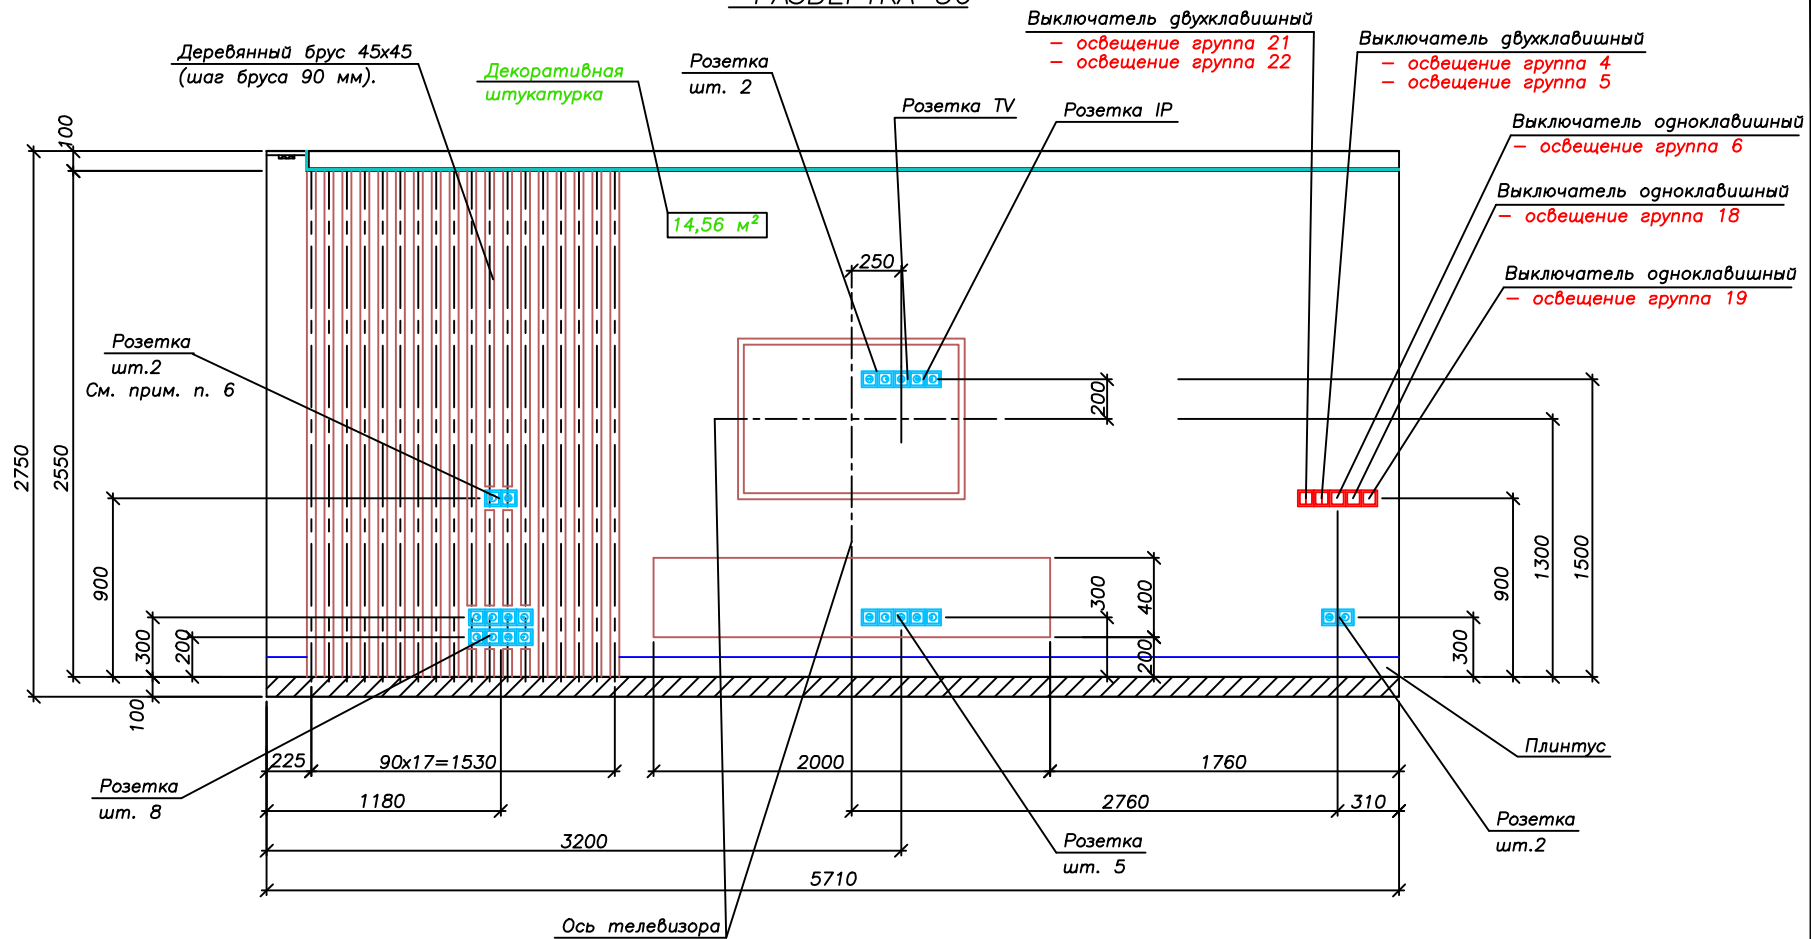 Выключатель двухклавишный
– освещение группа 21
– освещение группа 22
Выключатель двухклавишный
– освещение группа 4
– освещение группа 5
Деревянный брус 45х45
(шаг бруса 90 мм).
Декоративная
штукатурка
Розетка
шт. 2
Розетка TV
Розетка IP
Выключатель одноклавишный
– освещение группа 6
Выключатель одноклавишный
– освещение группа 18
Выключатель одноклавишный
– освещение группа 19
14,56 м²
100
250
Розетка
шт.2
См. прим. п. 6
200
2750
2550
900
300
200
100
300
400
200
900
1300
1500
300
225
90х17=1530
2000
1760
Плинтус
Розетка
шт. 8
1180
2760
310
Розетка
шт.2
3200
Розетка
шт. 5
5710
Ось телевизора